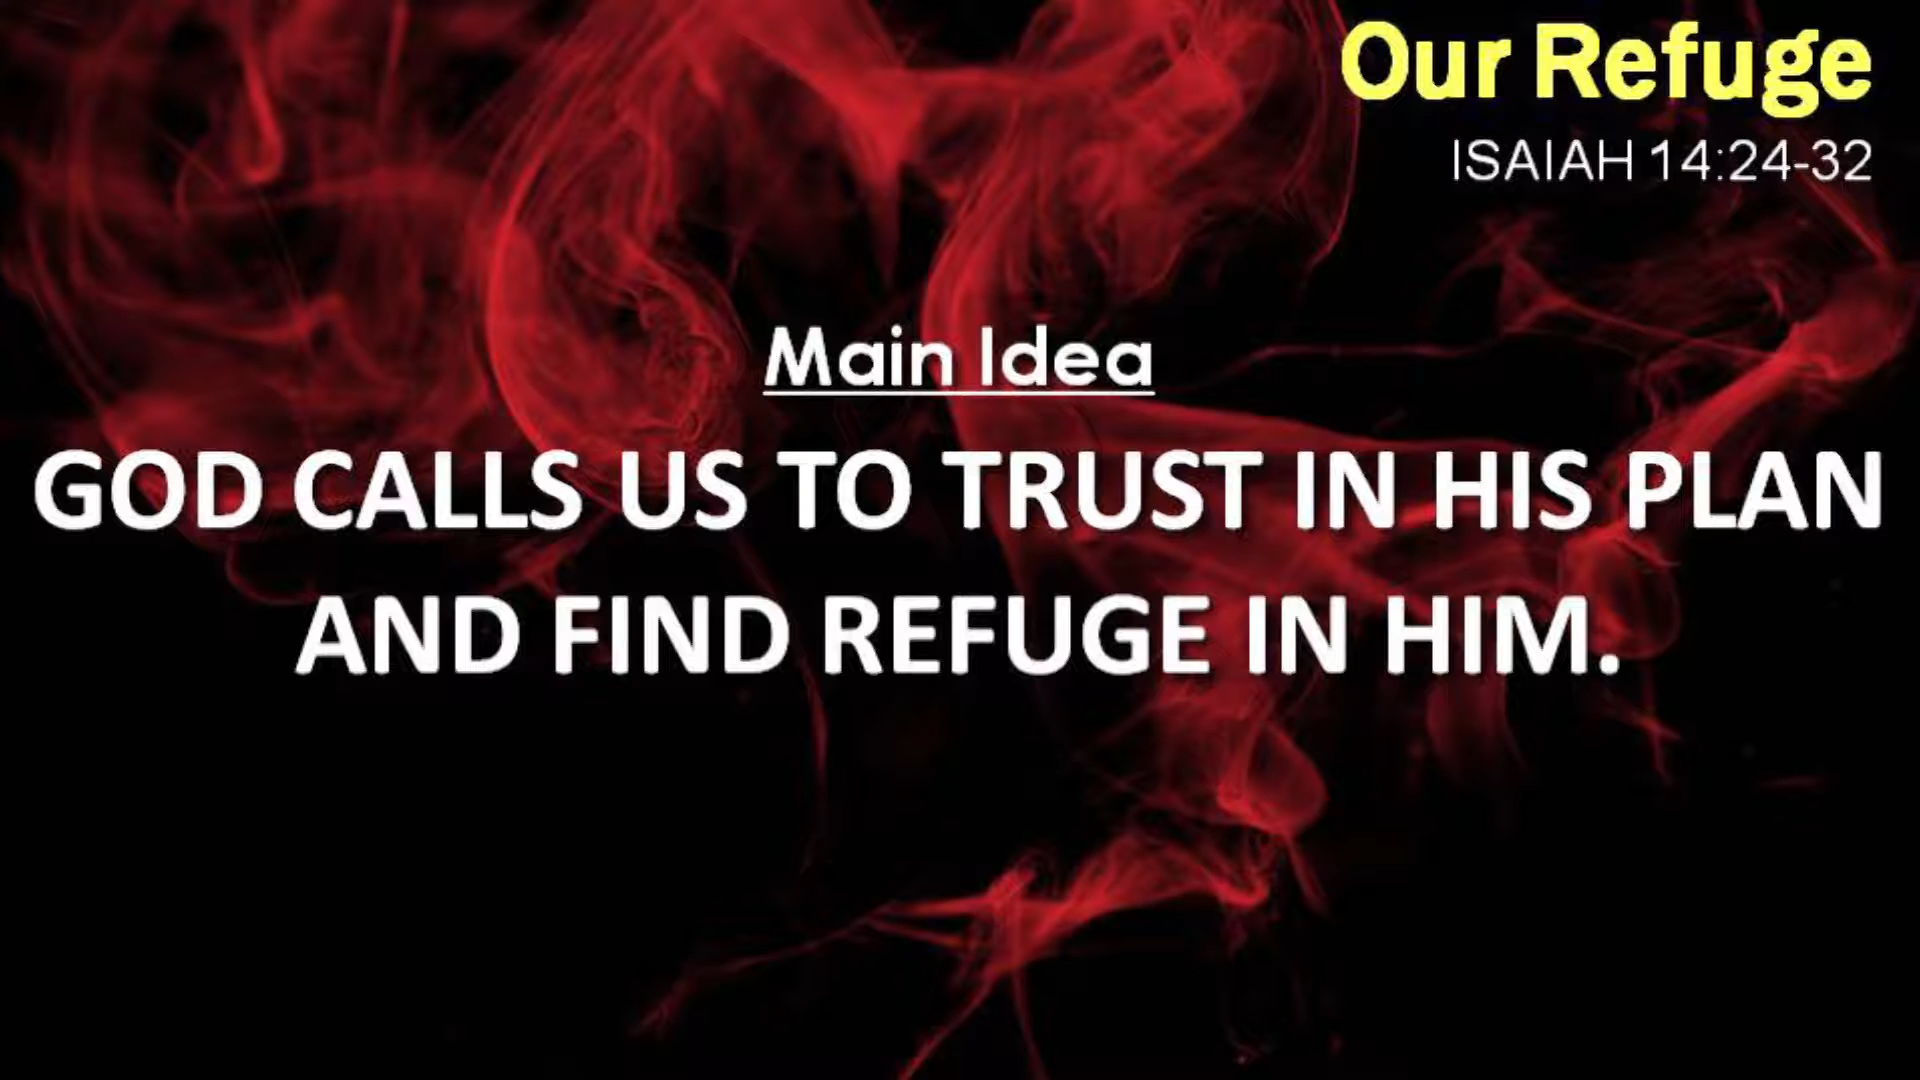 Our Refuge
ISAIAH 14:24-32
Main Idea
GOD CALLS US TO TRUST IN HIS PLAN
AND FIND REFUGE IN HIM.